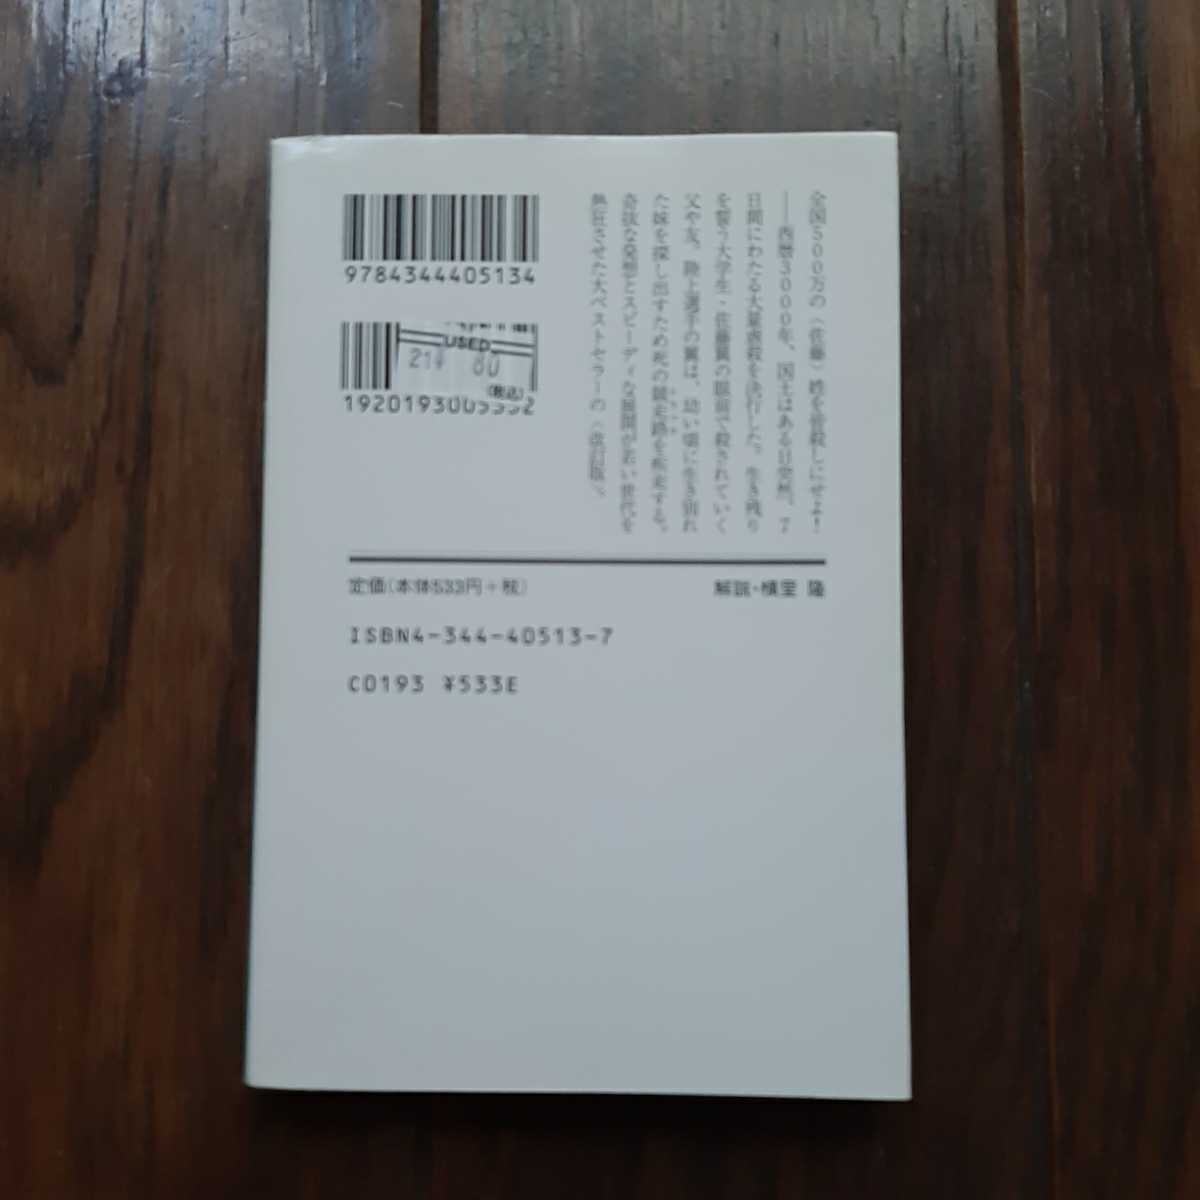 全国500万の〈佐藤〉姓を皆殺しにせよ!
――西暦3000年、国王はある日突然、7
日間にわたる大量虐殺を決行した。生き残り
を誓う大学生・佐藤翼の眼前で殺されていく
父や友。陸上選手の翼は、幼い頃に生き別れ
た妹を探し出すため死の競走路を疾走する。
奇抜な発想とスピーディな展開が若い世代を
熱狂させた大ベストセラーの〈改訂版〉。
9784344405134
USED
214 80
(税込)
1920193005332
定価(本体533円+税)
解説・槙里 隆
ISBN4-344-40513-7
C0193 ¥533E